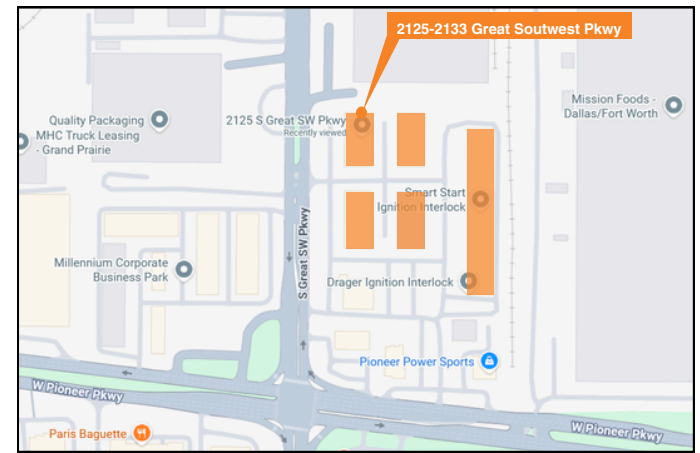 2125-2133 Great Soutwest Pkwy
Mission Foods -
Dallas/Fort Worth
Quality Packaging
2125 S Great SW Pkwy
Recently viewed
MHC Truck Leasing
- Grand Prairie
Smart Start
Ignition Interlock
S Great SW Pkwy
Millennium Corporate
Business Park
Drager Ignition Interlock
Pioneer Power Sports
W Pioneer Pkwy
W Pioneer Pkwy
Paris Baguette